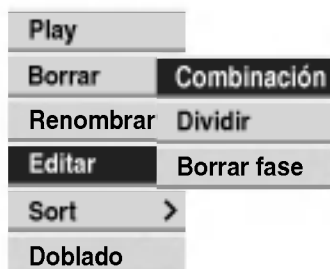 Play
Borrar
Renombrar
Editar
Sort >
Doblado
Combinación
Dividir
Borrar fase